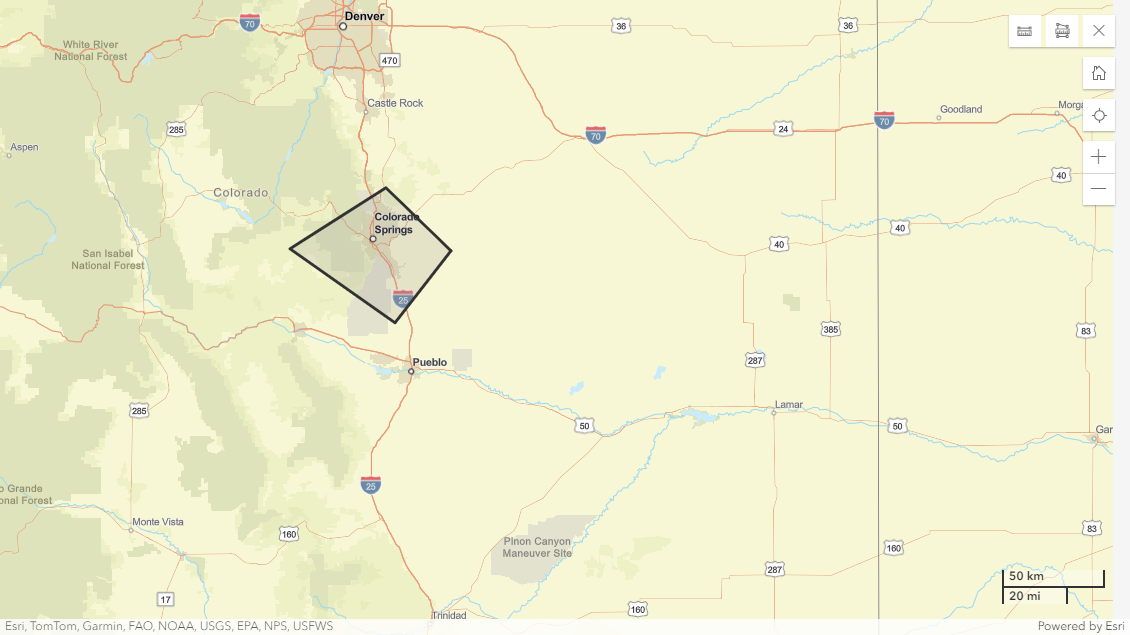 Denver
70
36
36
White River
National Forest
470
Castle Rock
285
70
24
70
Goodland
Aspen
40
Colorado
Colorado
Springs
40
40
San Isabel
National Forest
25
385
83
287
Pueblo
285
Lamar
50
50
Gar
25
o Grande
onal Forest
Monte Vista
160
83
Pinon Canyon
Maneuver Site
160
287
50 km
20 mi
17
160
Trinidad
Esri, TomTom, Garmin, FAO, NOAA, USGS, EPA, NPS, USFWS
Powered by Esri